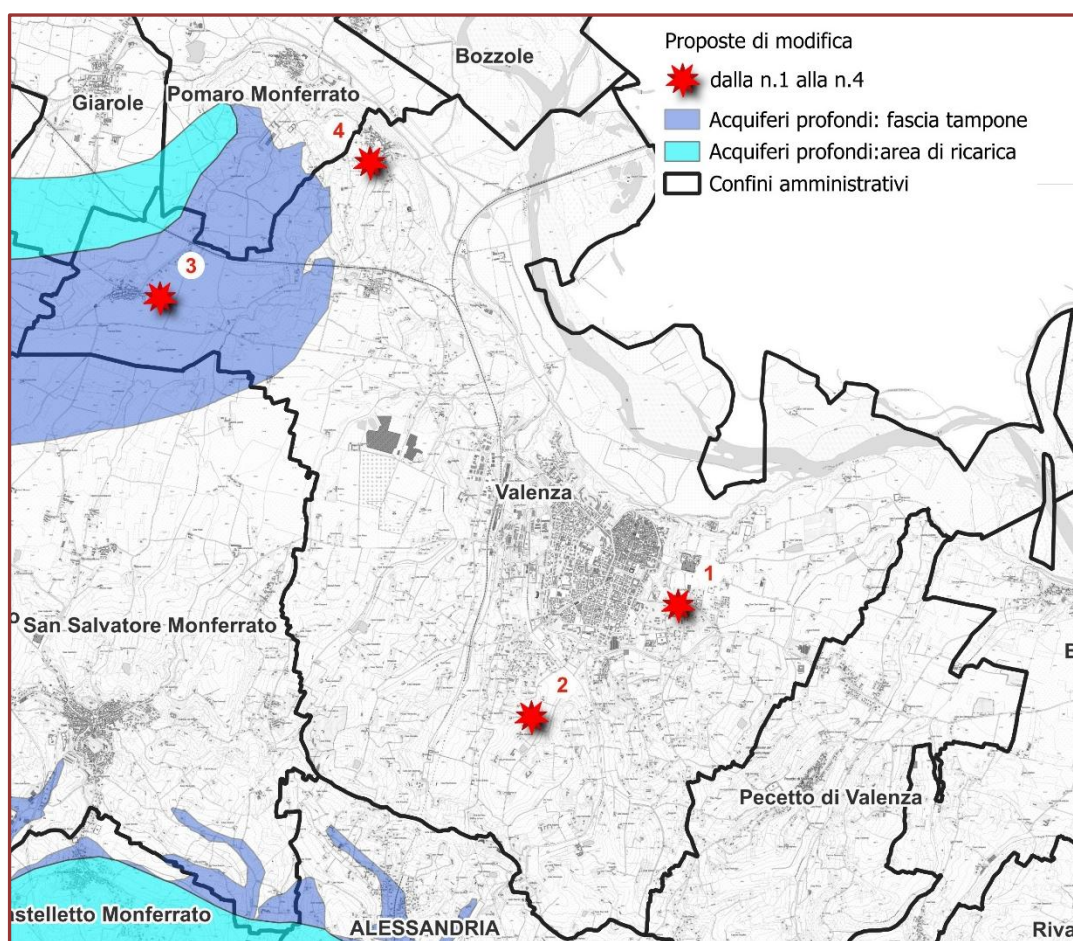 Proposte di modifica
dalla n.1 alla n.4
Acquiferi profondi: fascia tampone
Acquiferi profondi:area di ricarica
Confini amministrativi
Bozzole
Giarole
Pomaro Monferrato
4
3
Valenza
1
San Salvatore Monferrato
2
Pecetto di Valenza
astelletto Monferrato
ALESSANDRIA
Riva